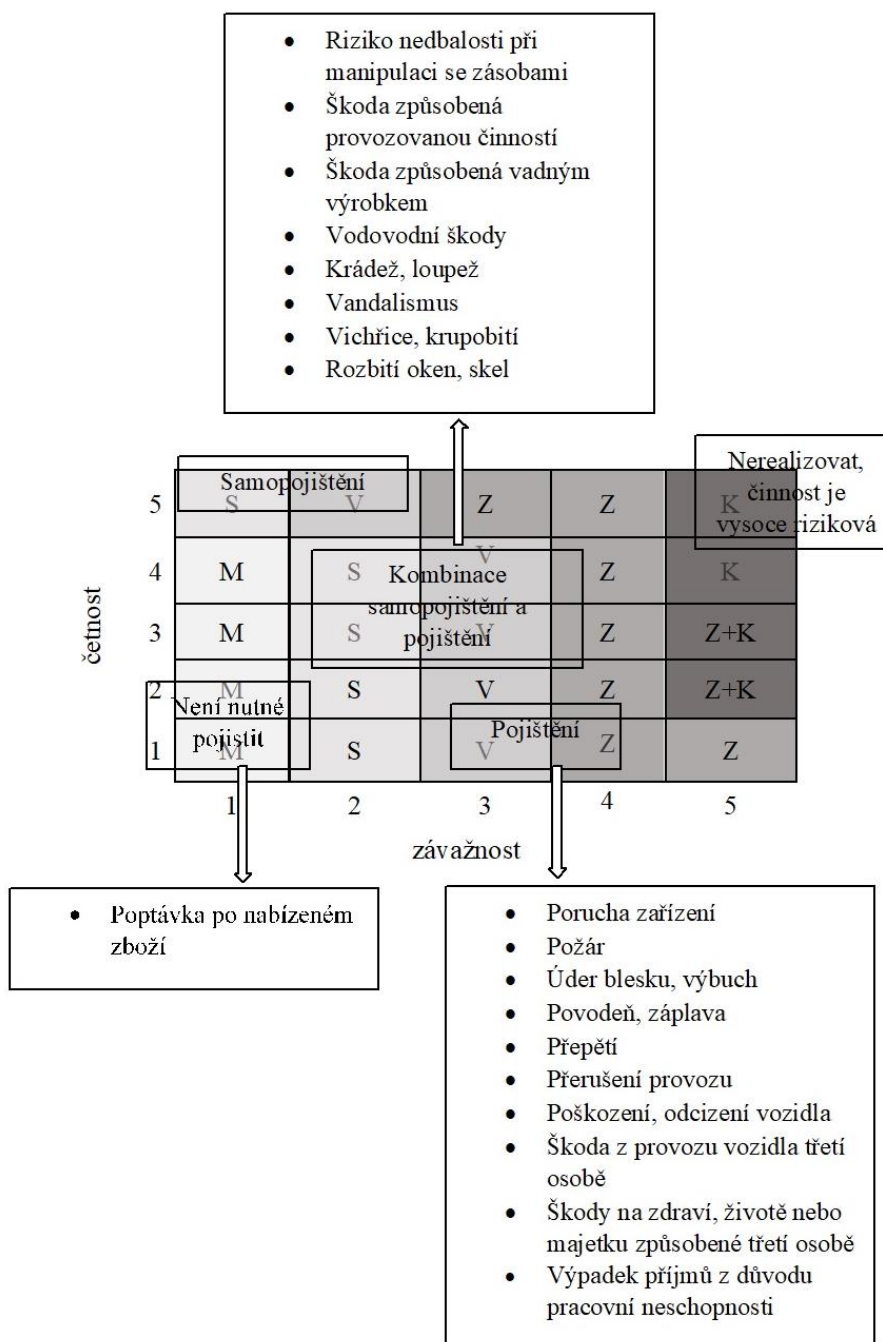 • Riziko nedbalosti při
manipulaci se zásobami
• Škoda způsobená
provozovanou činností
• Škoda způsobená vadným
výrobkem
• Vodovodní škody
• Krádež, loupež
• Vandalismus
• Vichřice, krupobití
• Rozbití oken, skel
Samopojištění
Nerealizovat,
činnost je
vysoce riziková
5 S V Z Z K
4 M S V Z K
Kombinace
samopojištění a
pojištění
3 M S V Z Z+K
2 M S V Z Z+K
Není nutné
pojistit
Pojištění
1 M S V Z Z
četnost
1 2 3 4 5
závažnost
• Poptávka po nabízeném
zboží
• Porucha zařízení
• Požár
• Úder blesku, výbuch
• Povodeň, záplava
• Přepětí
• Přerušení provozu
• Poškození, odcizení vozidla
• Škoda z provozu vozidla třetí
osobě
• Škody na zdraví, životě nebo
majetku způsobené třetí osobě
• Výpadek příjmů z důvodu
pracovní neschopnosti